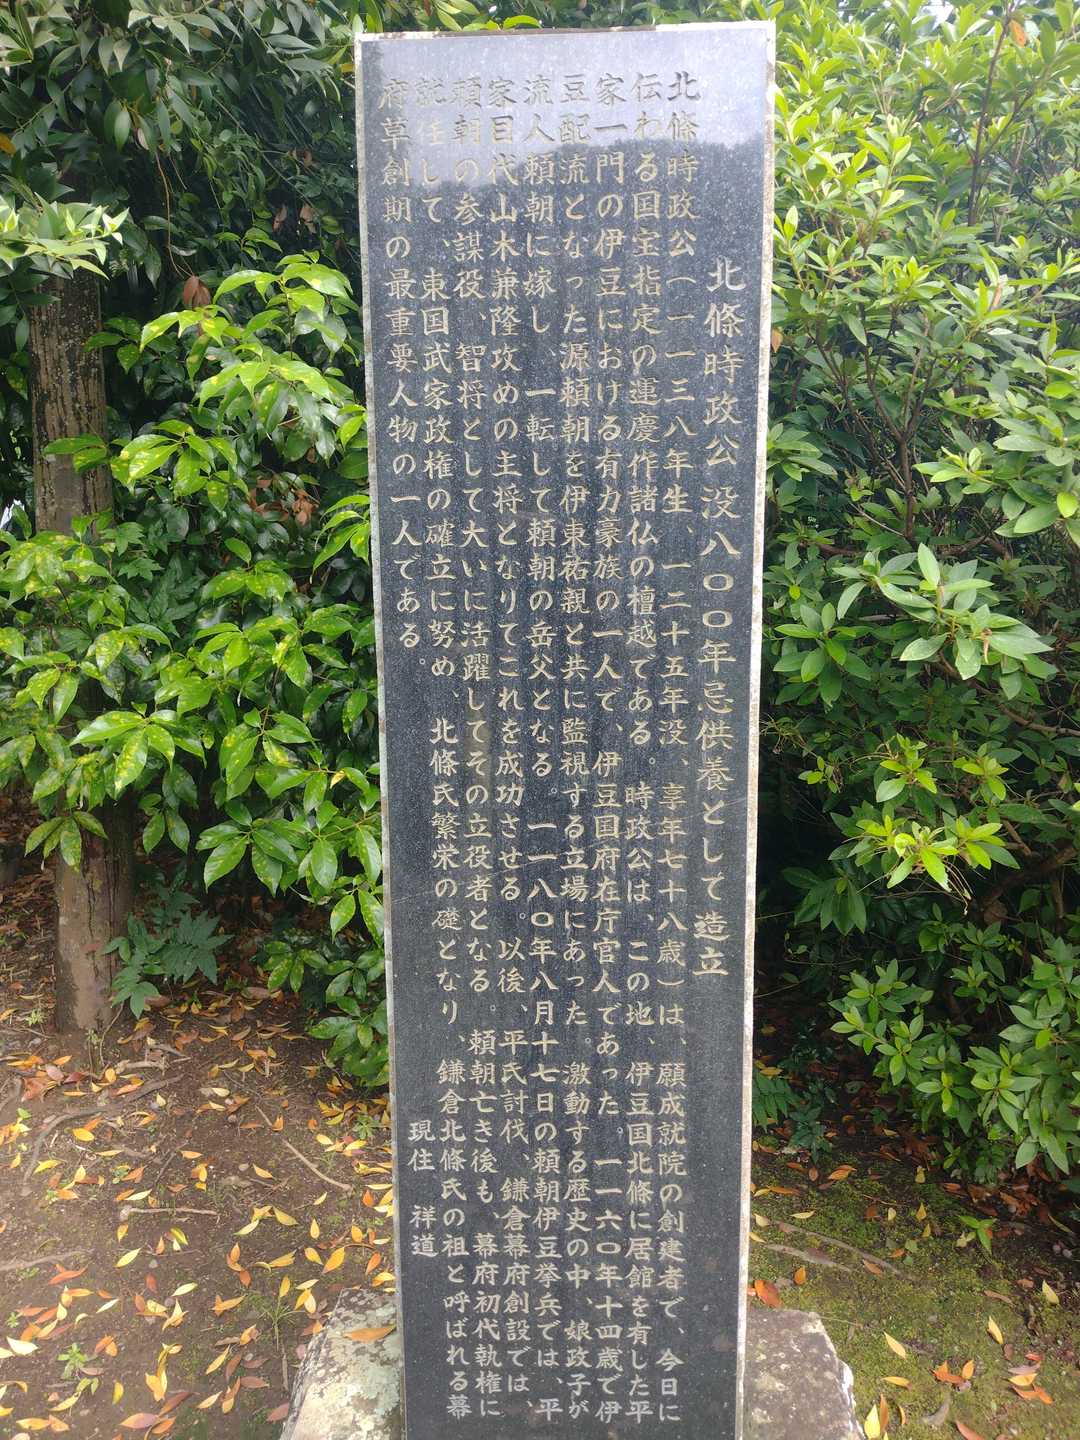 北條時政公没八〇〇年忌供養として造立
北條時政公(一一三八年生、一二十五年没、享年七十八歳)は、願成就院の創建者で、今日に
伝わる国宝指定の運慶作諸仏の檀越である。時政公は、この地、伊豆国北條に居館を有した平
家一門の伊豆における有力豪族の一人で、伊豆国府在庁官人であった。一一六〇年十四歳で伊
豆配流となった源頼朝を伊東祐親と共に監視する立場にあった。激動する歴史の中、娘政子が
流人頼朝に嫁し、一転して頼朝の岳父となる。一一八〇年八月十七日の頼朝伊豆挙兵では、平
家目代山木兼隆攻めの主将となりてこれを成功させる。以後、平氏討伐、鎌倉幕府創設では、
頼朝の参謀役、智将として大いに活躍してその立役者となる。頼朝亡き後も、幕府初代執権に
就任して、東国武家政権の確立に努め、北條氏繁栄の礎となり、鎌倉北條氏の祖と呼ばれる幕
府草創期の最重要人物の一人である。
現住 祥道